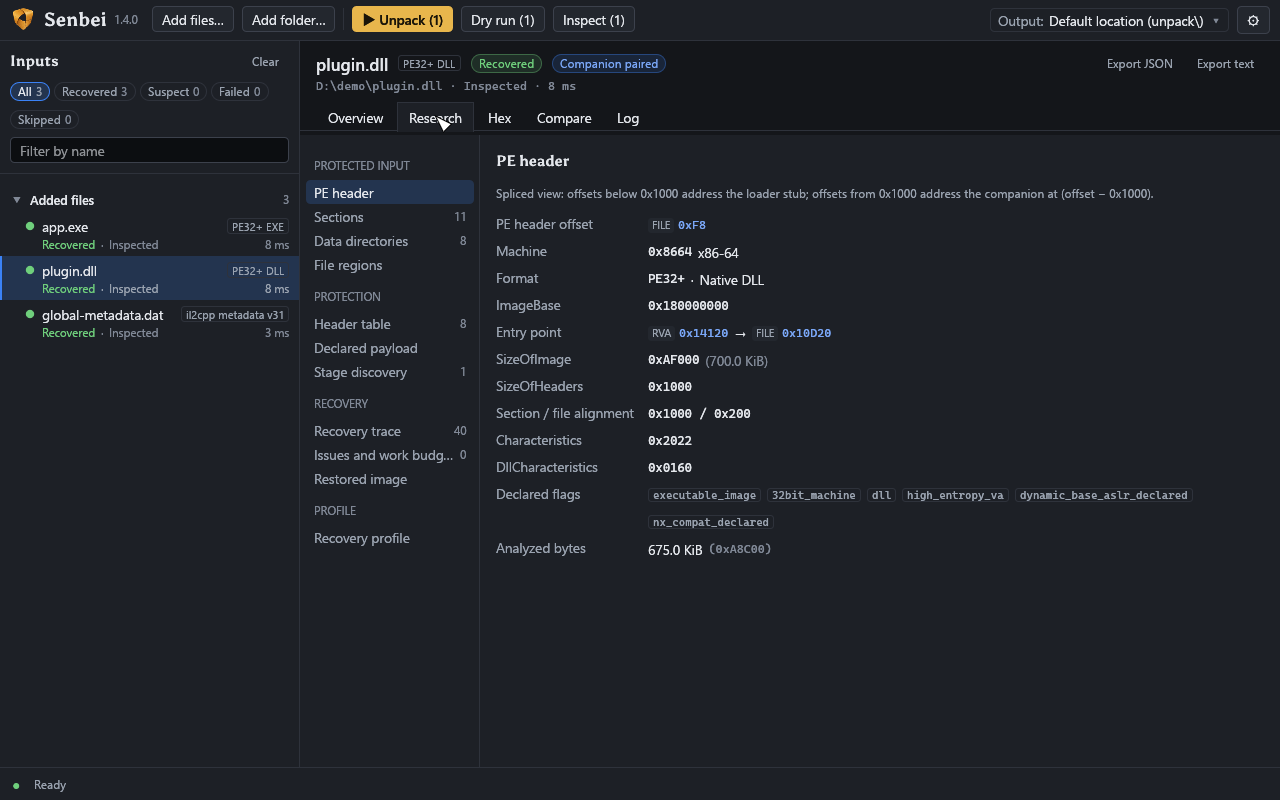 Senbei 1.4.0 Add files... Add folder... ▶ Unpack (1) Dry run (1) Inspect (1) Output: Default location (unpack\) ▾
Inputs Clear
All 3 Recovered 3 Suspect 0 Failed 0
Skipped 0
Filter by name
▼ Added files 3
app.exe PE32+ EXE
Recovered · Inspected 8 ms
plugin.dll PE32+ DLL
Recovered · Inspected 8 ms
global-metadata.dat il2cpp metadata v31
Recovered · Inspected 3 ms
plugin.dll PE32+ DLL Recovered Companion paired Export JSON Export text
D:\demo\plugin.dll · Inspected · 8 ms
Overview Research Hex Compare Log
PROTECTED INPUT
PE header
Sections 11
Data directories 8
File regions
PROTECTION
Header table 8
Declared payload
Stage discovery 1
RECOVERY
Recovery trace 40
Issues and work budg... 0
Restored image
PROFILE
Recovery profile
PE header
Spliced view: offsets below 0x1000 address the loader stub; offsets from 0x1000 address the companion at (offset − 0x1000).
PE header offset FILE 0xF8
Machine 0x8664 x86-64
Format PE32+ · Native DLL
ImageBase 0x180000000
Entry point RVA 0x14120 → FILE 0x10D20
SizeOfImage 0xAF000 (700.0 KiB)
SizeOfHeaders 0x1000
Section / file alignment 0x1000 / 0x200
Characteristics 0x2022
DllCharacteristics 0x0160
Declared flags executable_image 32bit_machine dll high_entropy_va dynamic_base_aslr_declared
nx_compat_declared
Analyzed bytes 675.0 KiB (0xA8C00)
Ready